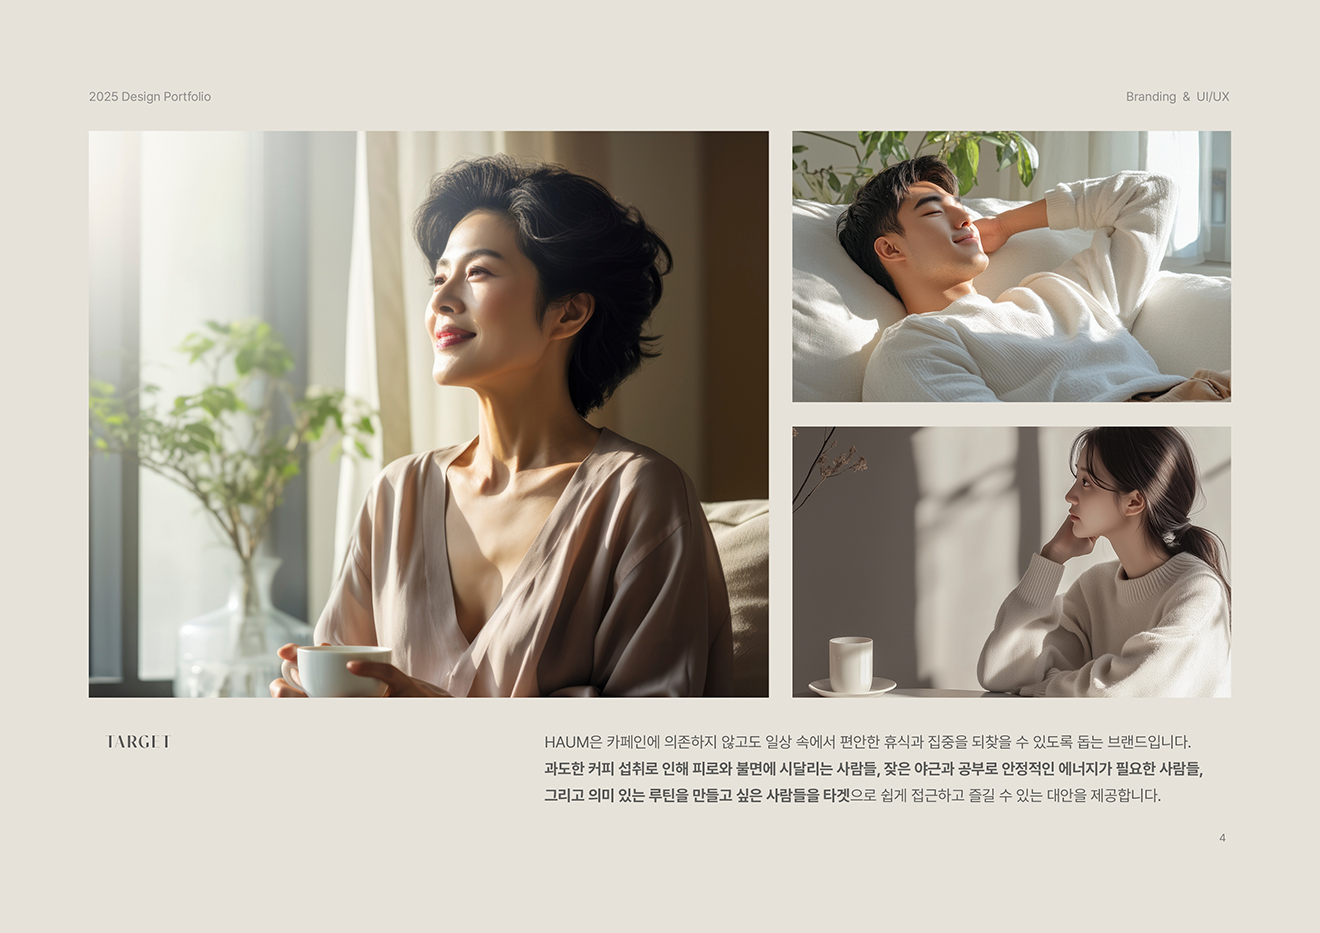 2025 Design Portfolio
Branding & UI/UX
TARGET
HAUM은 카페인에 의존하지 않고도 일상 속에서 편안한 휴식과 집중을 되찾을 수 있도록 돕는 브랜드입니다.
과도한 커피 섭취로 인해 피로와 불면에 시달리는 사람들, 잦은 야근과 공부로 안정적인 에너지가 필요한 사람들,
그리고 의미 있는 루틴을 만들고 싶은 사람들을 타겟으로 쉽게 접근하고 즐길 수 있는 대안을 제공합니다.
4